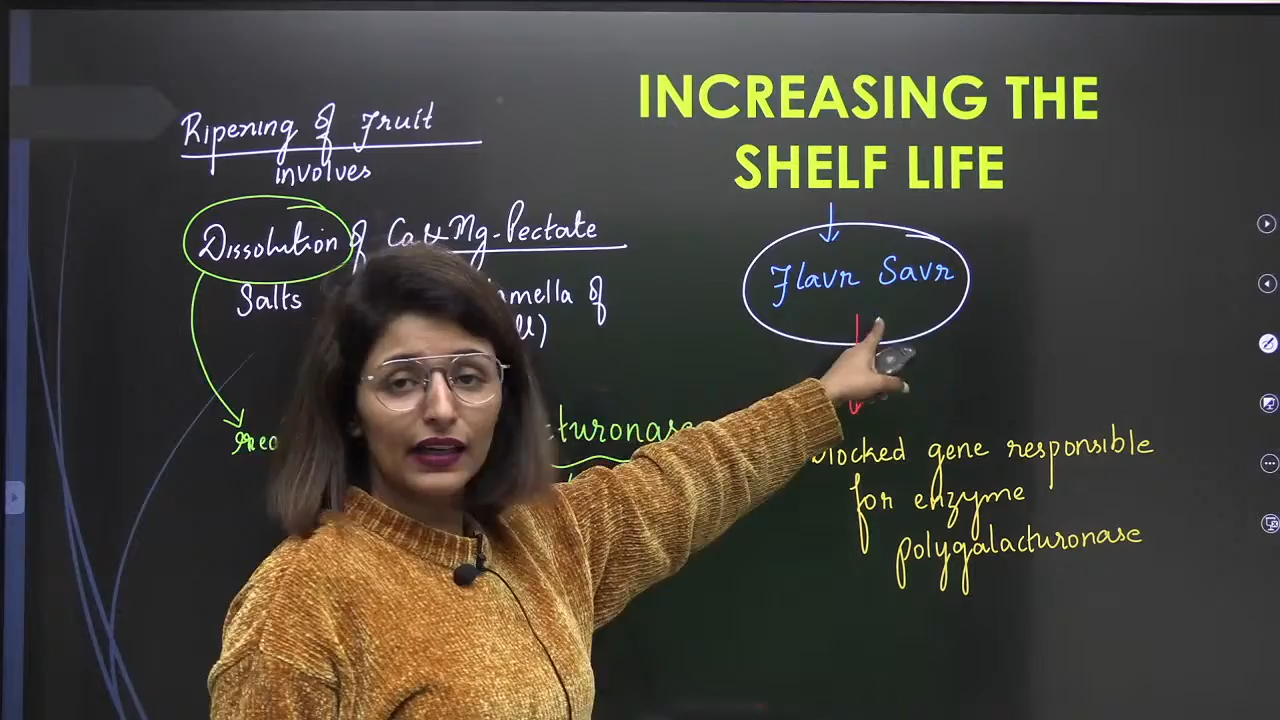 Ripening of Fruit
involves
Dissolution of Ca & Mg-Pectate
Salts
of
INCREASING THE
SHELF LIFE
Flavr Savr
blocked gene responsible
for enzyme
polygalacturonase